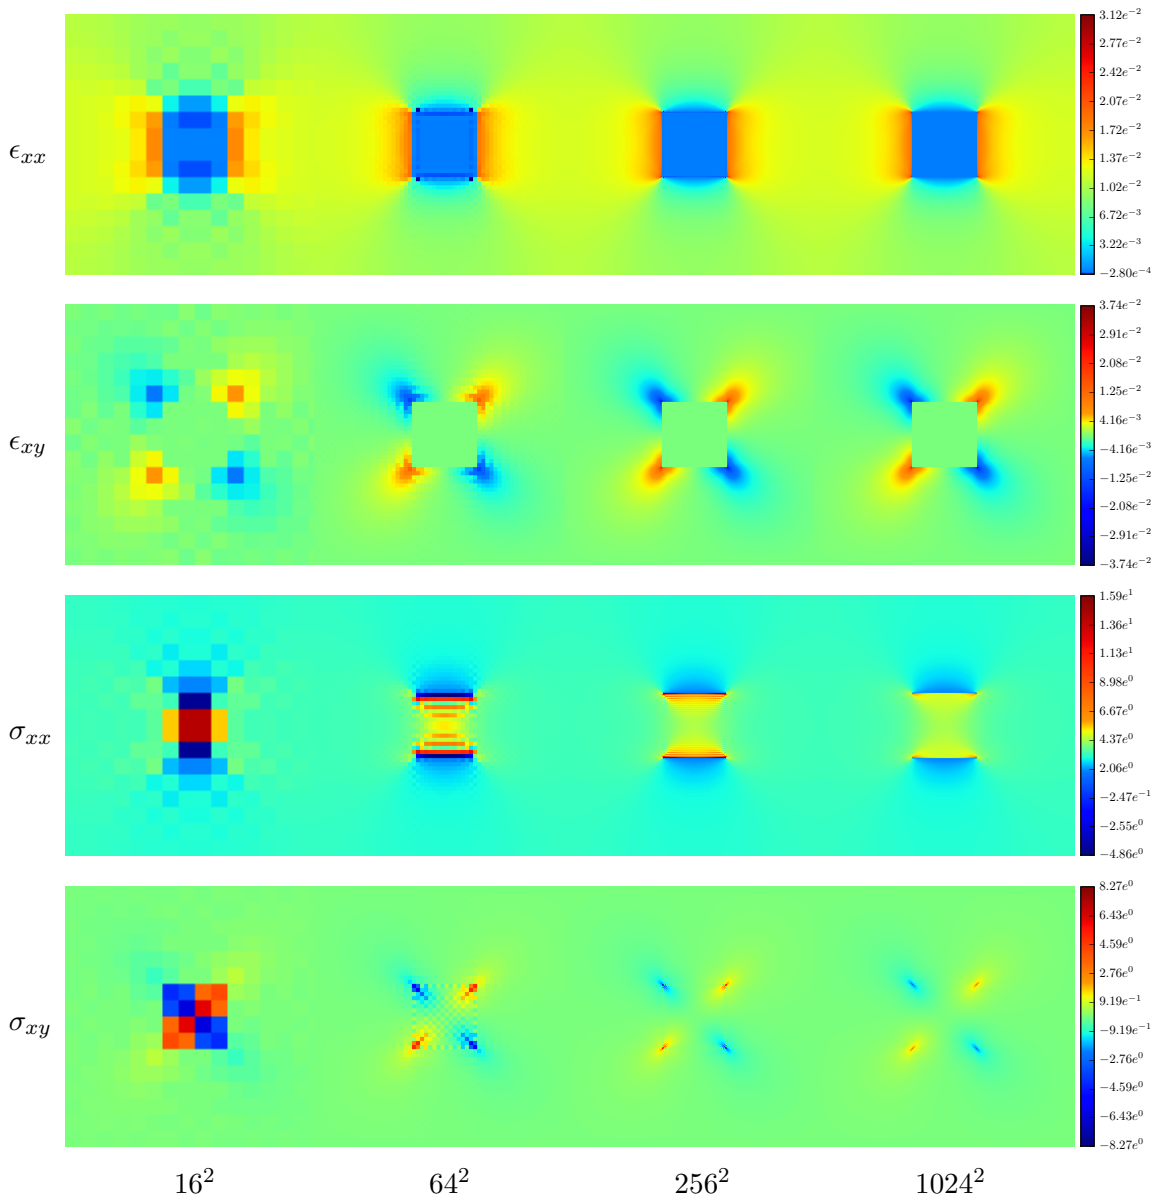 3.12e⁻²
2.77e⁻²
2.42e⁻²
2.07e⁻²
1.72e⁻²
1.37e⁻²
1.02e⁻²
6.72e⁻³
3.22e⁻³
−2.80e⁻⁴
ϵxx
3.74e⁻²
2.91e⁻²
2.08e⁻²
1.25e⁻²
4.16e⁻³
−4.16e⁻³
−1.25e⁻²
−2.08e⁻²
−2.91e⁻²
−3.74e⁻²
ϵxy
1.59e¹
1.36e¹
1.13e¹
8.98e⁰
6.67e⁰
4.37e⁰
2.06e⁰
−2.47e⁻¹
−2.55e⁰
−4.86e⁰
σxx
8.27e⁰
6.43e⁰
4.59e⁰
2.76e⁰
9.19e⁻¹
−9.19e⁻¹
−2.76e⁰
−4.59e⁰
−6.43e⁰
−8.27e⁰
σxy
16² 64² 256² 1024²